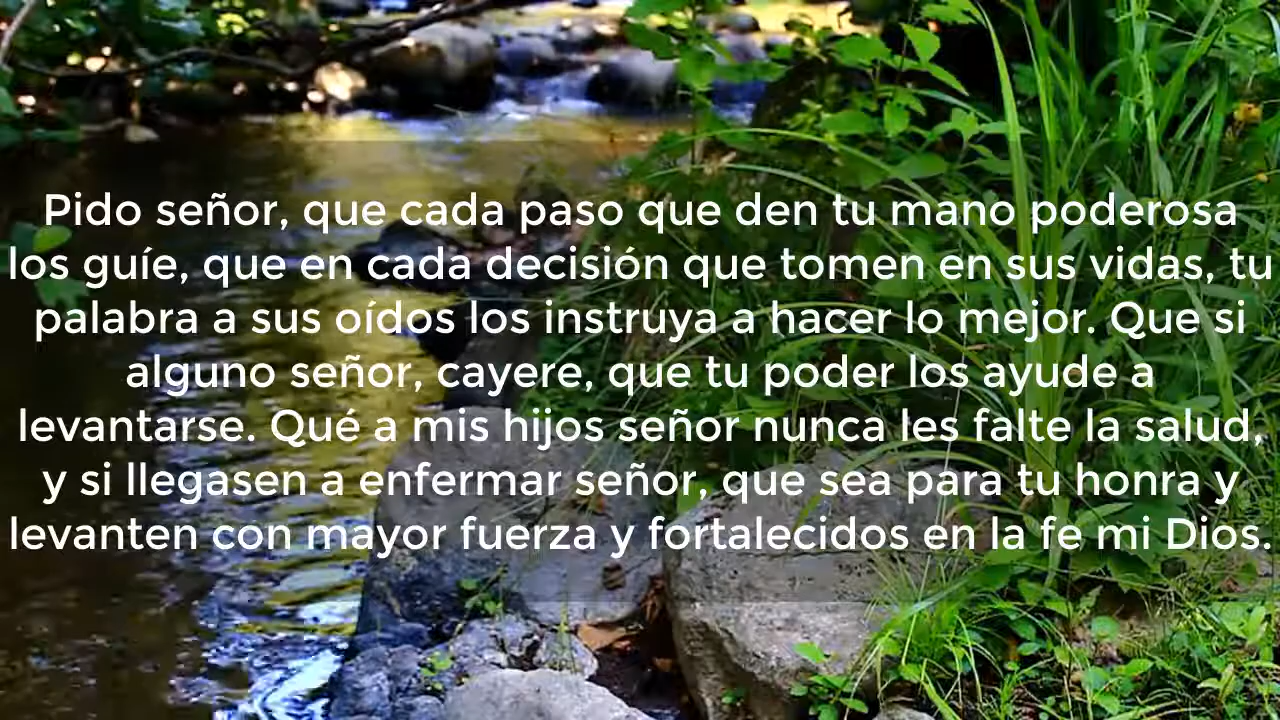 Pido señor, que cada paso que den tu mano poderosa
los guíe, que en cada decisión que tomen en sus vidas, tu
palabra a sus oídos los instruya a hacer lo mejor. Que si
alguno señor, cayere, que tu poder los ayude a
levantarse. Qué a mis hijos señor nunca les falte la salud,
y si llegasen a enfermar señor, que sea para tu honra y
levanten con mayor fuerza y fortalecidos en la fe mi Dios.